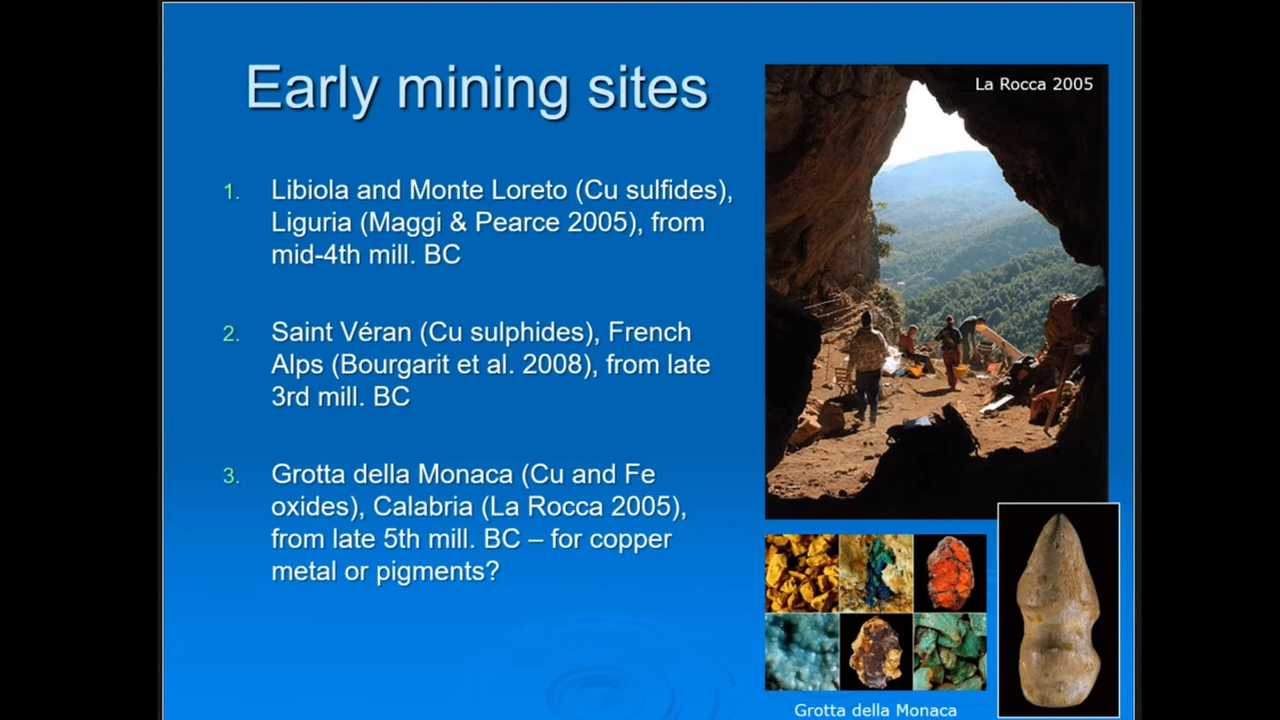 Early mining sites
La Rocca 2005
1. Libiola and Monte Loreto (Cu sulfides),
Liguria (Maggi & Pearce 2005), from
mid-4th mill. BC
2. Saint Véran (Cu sulphides), French
Alps (Bourgarit et al. 2008), from late
3rd mill. BC
3. Grotta della Monaca (Cu and Fe
oxides), Calabria (La Rocca 2005),
from late 5th mill. BC – for copper
metal or pigments?
Grotta della Monaca